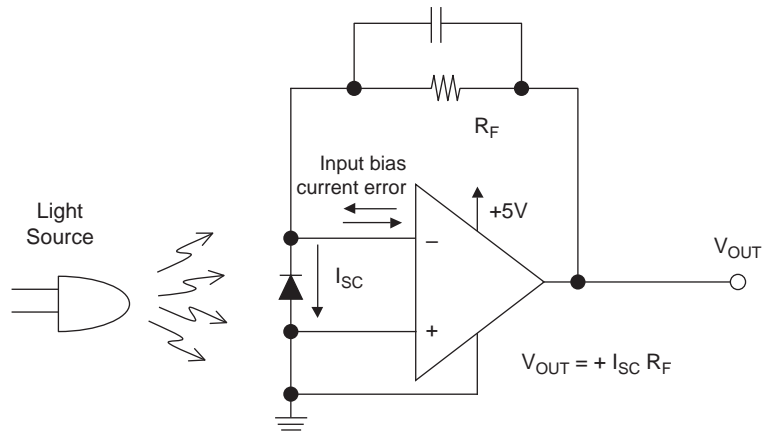 R_F
Input bias
current error
Light
Source
+5V
V_OUT
−
I_SC
+
V_OUT = + I_SC R_F